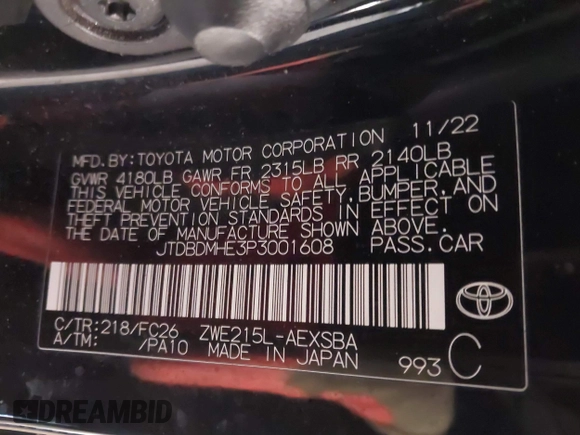 MFD.BY:TOYOTA MOTOR CORPORATION 11/22
GVWR 4180LB GAWR FR 2315LB RR 2140LB
THIS VEHICLE CONFORMS TO ALL APPLICABLE
FEDERAL MOTOR VEHICLE SAFETY,BUMPER,AND
THEFT PREVENTION STANDARDS IN EFFECT ON
THE DATE OF MANUFACTURE SHOWN ABOVE.
JTDBDMHE3P3001608 PASS.CAR
C/TR:218/FC26 ZWE215L-AEXSBA
A/TM: /PA10 MADE IN JAPAN 993 C
DREAMBID